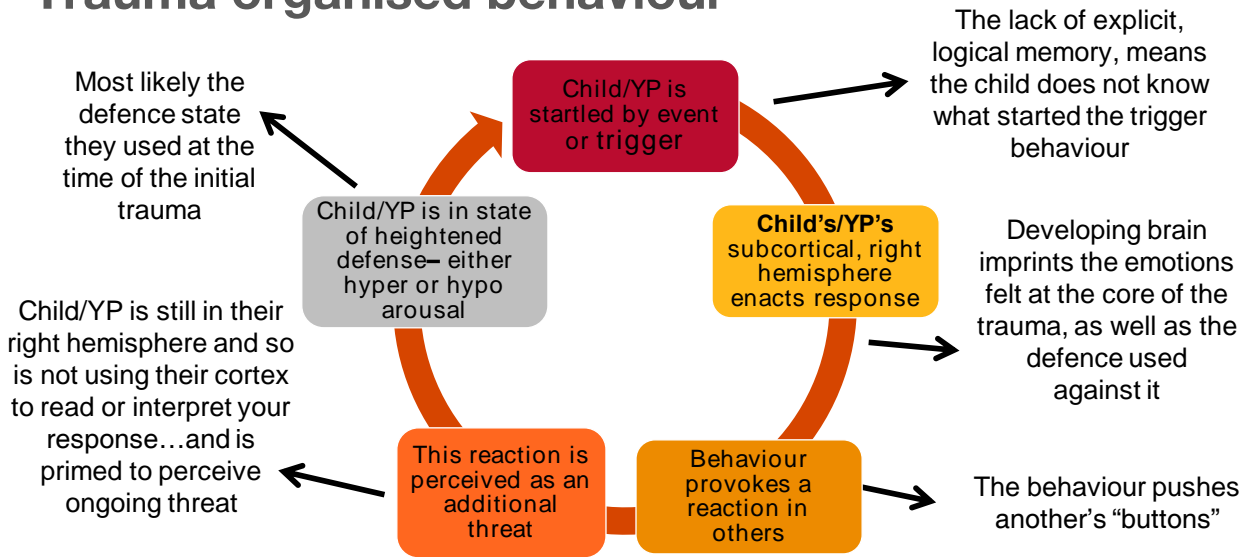 Trauma organised behaviour
The lack of explicit,
logical memory, means
the child does not know
what started the trigger
behaviour
Child/YP is
startled by event
or trigger
Most likely the
defence state
they used at the
time of the initial
trauma
Child/YP is in state
of heightened
defense– either
hyper or hypo
arousal
Child's/YP's
subcortical, right
hemisphere
enacts response
Developing brain
imprints the emotions
felt at the core of the
trauma, as well as the
defence used
against it
Child/YP is still in their
right hemisphere and so
is not using their cortex
to read or interpret your
response…and is
primed to perceive
ongoing threat
This reaction is
perceived as an
additional
threat
Behaviour
provokes a
reaction in
others
The behaviour pushes
another's “buttons”